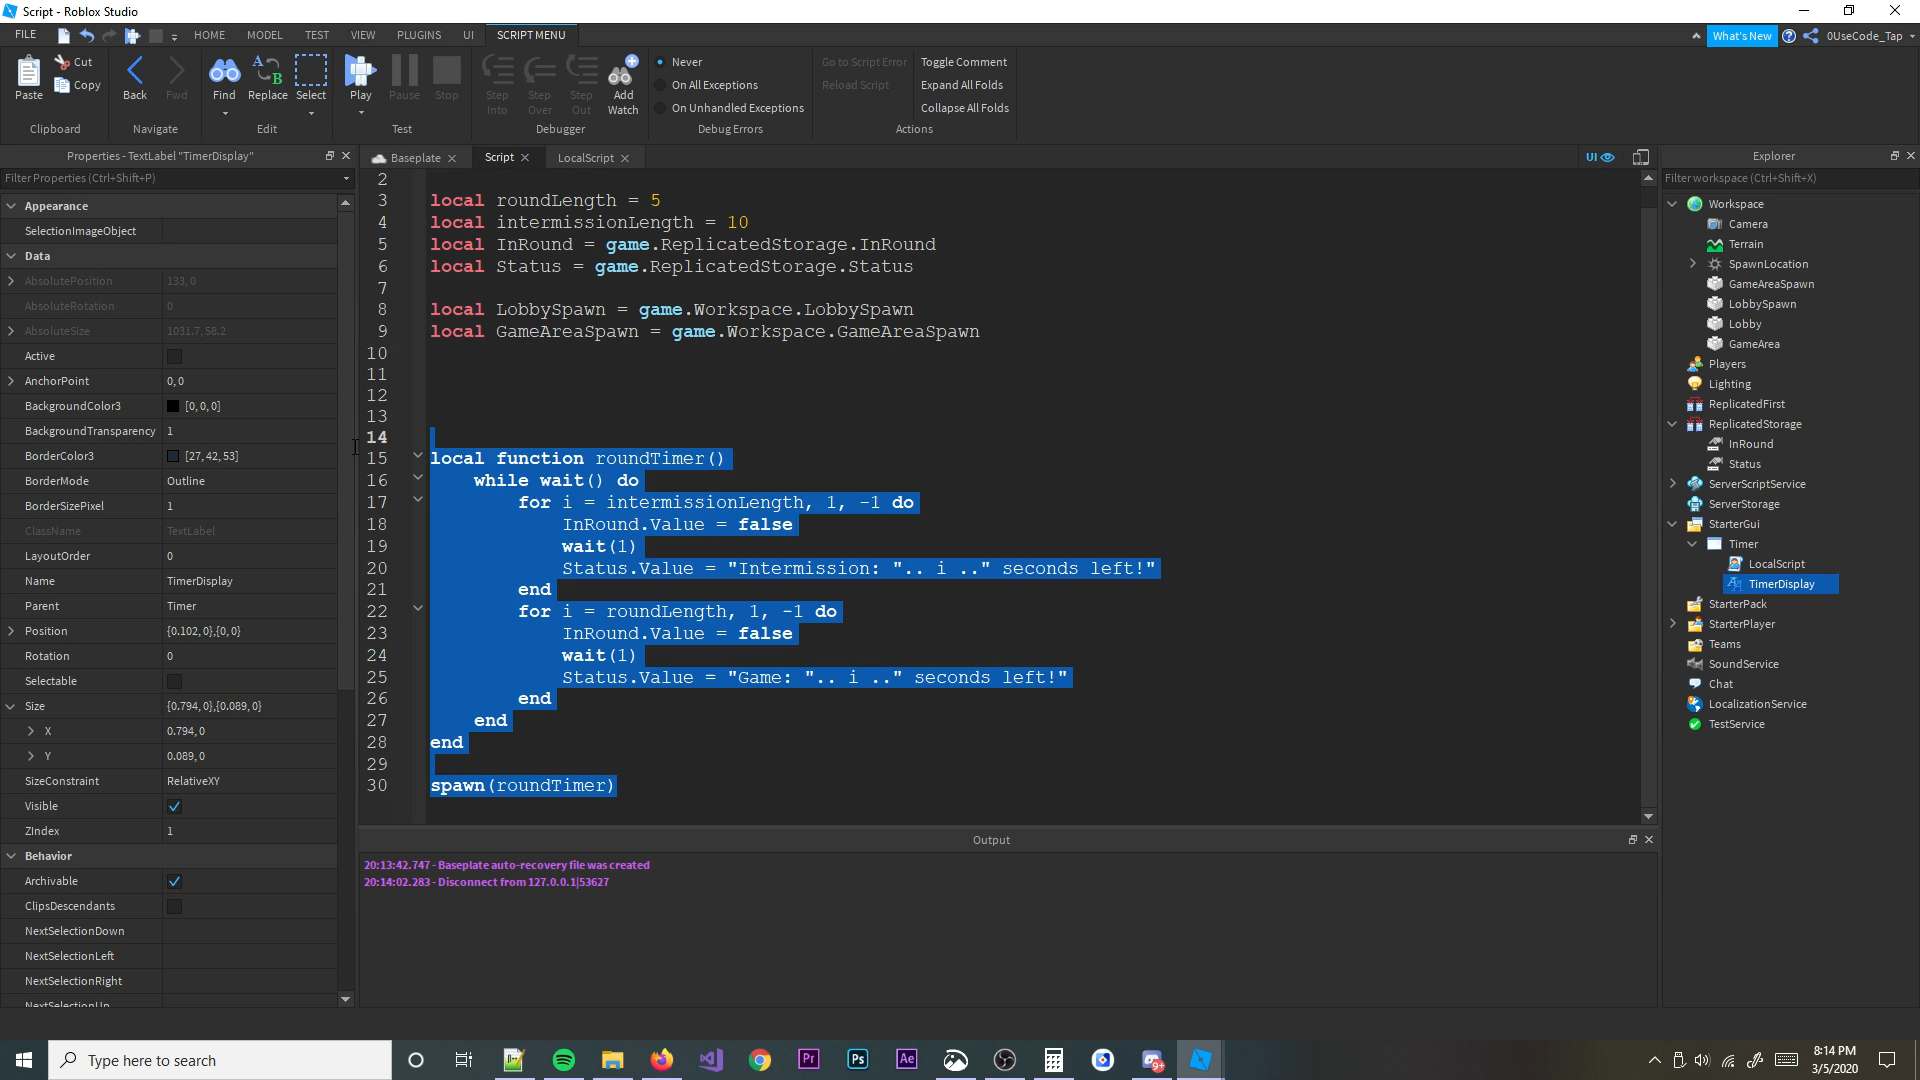 Script - Roblox Studio
FILE
HOME
MODEL
TEST
VIEW
PLUGINS
UI
SCRIPT MENU
What's New
0UseCode_Tap
Paste
Cut
Copy
Clipboard
Back
Fwd
Navigate
Find
Replace
Select
Edit
Play
Pause
Stop
Test
Step Into
Step Over
Step Out
Add Watch
Debugger
Never
On All Exceptions
On Unhandled Exceptions
Debug Errors
Go to Script Error
Reload Script
Toggle Comment
Expand All Folds
Collapse All Folds
Actions
Properties - TextLabel "TimerDisplay"
Filter Properties (Ctrl+Shift+P)
Appearance
SelectionImageObject
Data
AbsolutePosition 133, 0
AbsoluteRotation 0
AbsoluteSize 1031.7, 58.2
Active
AnchorPoint 0, 0
BackgroundColor3 [0, 0, 0]
BackgroundTransparency 1
BorderColor3 [27, 42, 53]
BorderMode Outline
BorderSizePixel 1
ClassName TextLabel
LayoutOrder 0
Name TimerDisplay
Parent Timer
Position {0.102, 0},{0, 0}
Rotation 0
Selectable
Size {0.794, 0},{0.089, 0}
X 0.794, 0
Y 0.089, 0
SizeConstraint RelativeXY
Visible
ZIndex 1
Behavior
Archivable
ClipsDescendants
NextSelectionDown
NextSelectionLeft
NextSelectionRight
NextSelectionUp
Baseplate
Script
LocalScript
UI
2
3 local roundLength = 5
4 local intermissionLength = 10
5 local InRound = game.ReplicatedStorage.InRound
6 local Status = game.ReplicatedStorage.Status
7
8 local LobbySpawn = game.Workspace.LobbySpawn
9 local GameAreaSpawn = game.Workspace.GameAreaSpawn
10
11
12
13
14
15 local function roundTimer()
16 while wait() do
17 for i = intermissionLength, 1, -1 do
18 InRound.Value = false
19 wait(1)
20 Status.Value = "Intermission: ".. i .." seconds left!"
21 end
22 for i = roundLength, 1, -1 do
23 InRound.Value = false
24 wait(1)
25 Status.Value = "Game: ".. i .." seconds left!"
26 end
27 end
28 end
29
30 spawn(roundTimer)
Output
20:13:42.747 - Baseplate auto-recovery file was created
20:14:02.283 - Disconnect from 127.0.0.1|53627
Explorer
Filter workspace (Ctrl+Shift+X)
Workspace
Camera
Terrain
SpawnLocation
GameAreaSpawn
LobbySpawn
Lobby
GameArea
Players
Lighting
ReplicatedFirst
ReplicatedStorage
InRound
Status
ServerScriptService
ServerStorage
StarterGui
Timer
LocalScript
TimerDisplay
StarterPack
StarterPlayer
Teams
SoundService
Chat
LocalizationService
TestService
Type here to search
Pr
Ps
Ae
9+
8:14 PM
3/5/2020